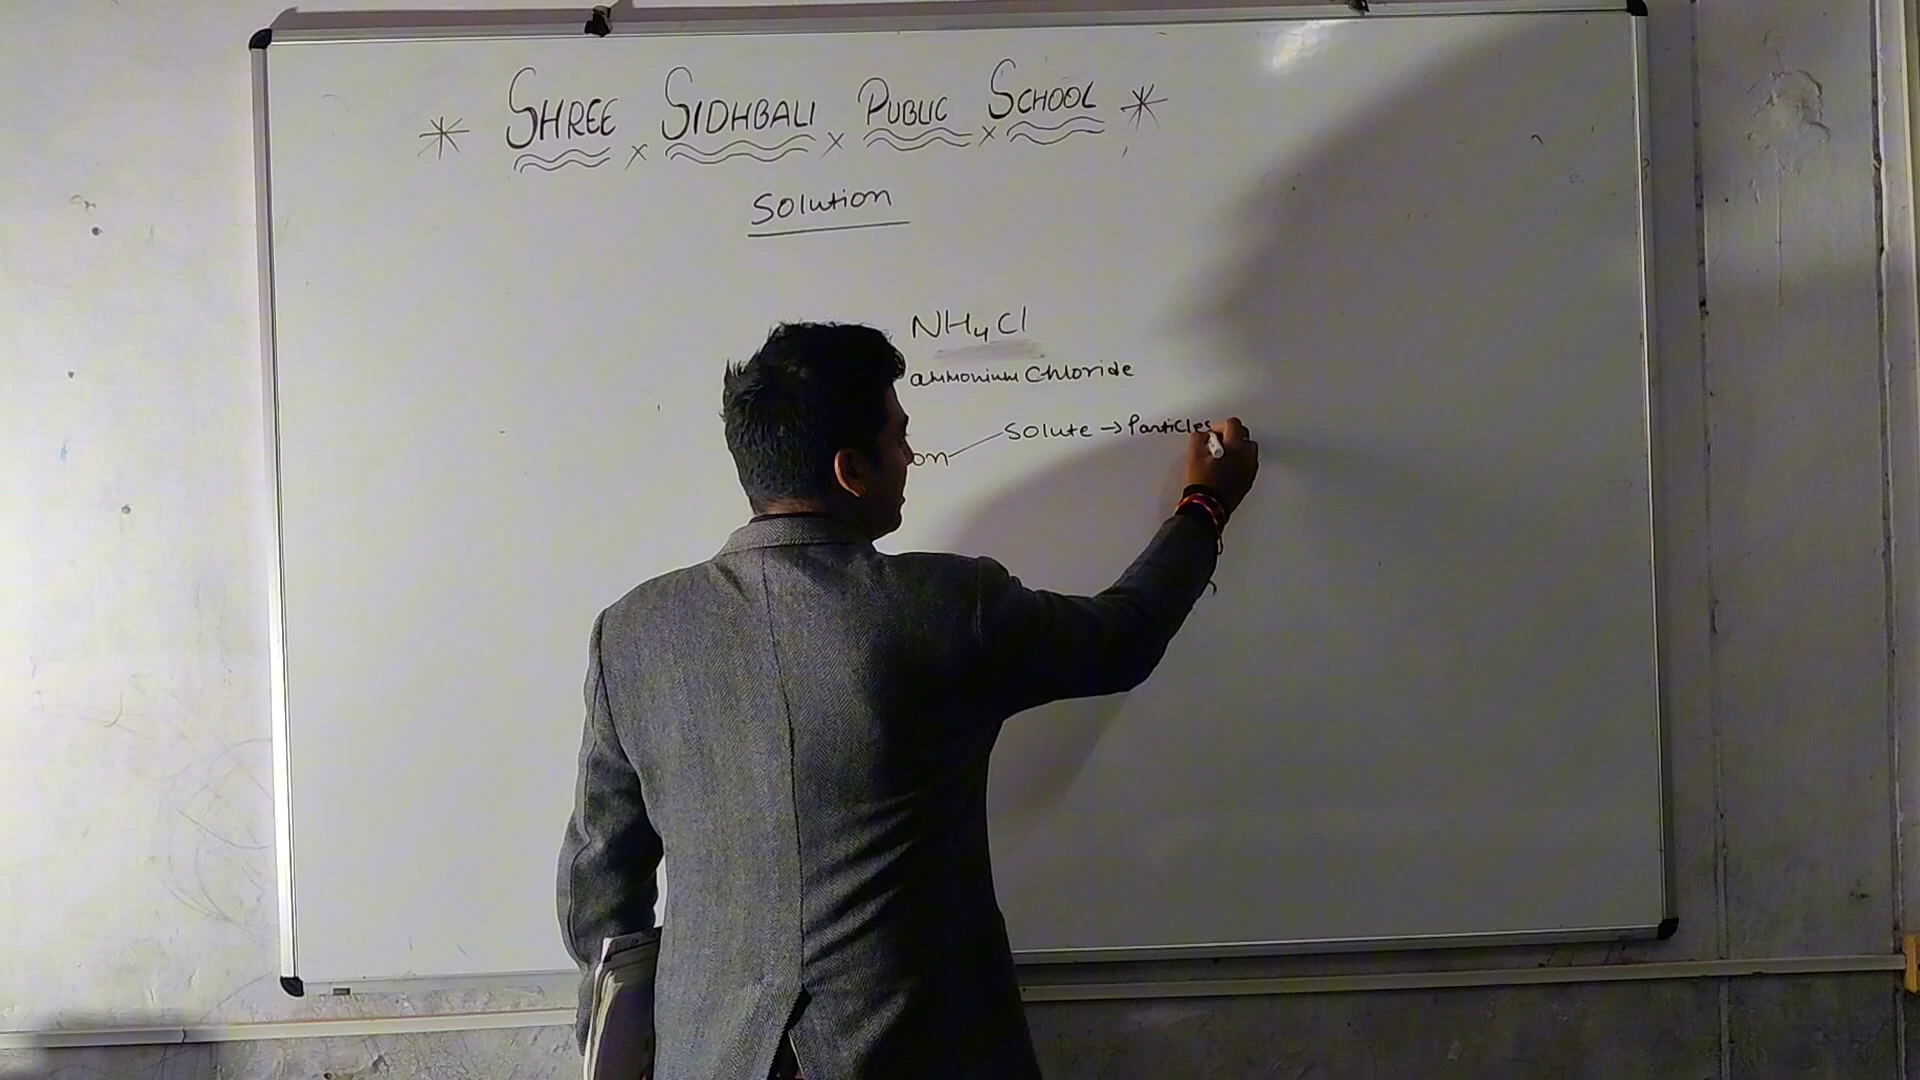 * SHREE SIDHBALI PUBLIC SCHOOL *
Solution
NH₄Cl
ammonium Chloride
Solute → Particles
on